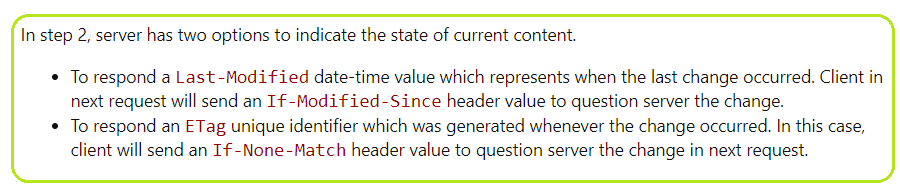 In step 2, server has two options to indicate the state of current content.
• To respond a Last-Modified date-time value which represents when the last change occurred. Client in
next request will send an If-Modified-Since header value to question server the change.
• To respond an ETag unique identifier which was generated whenever the change occurred. In this case,
client will send an If-None-Match header value to question server the change in next request.